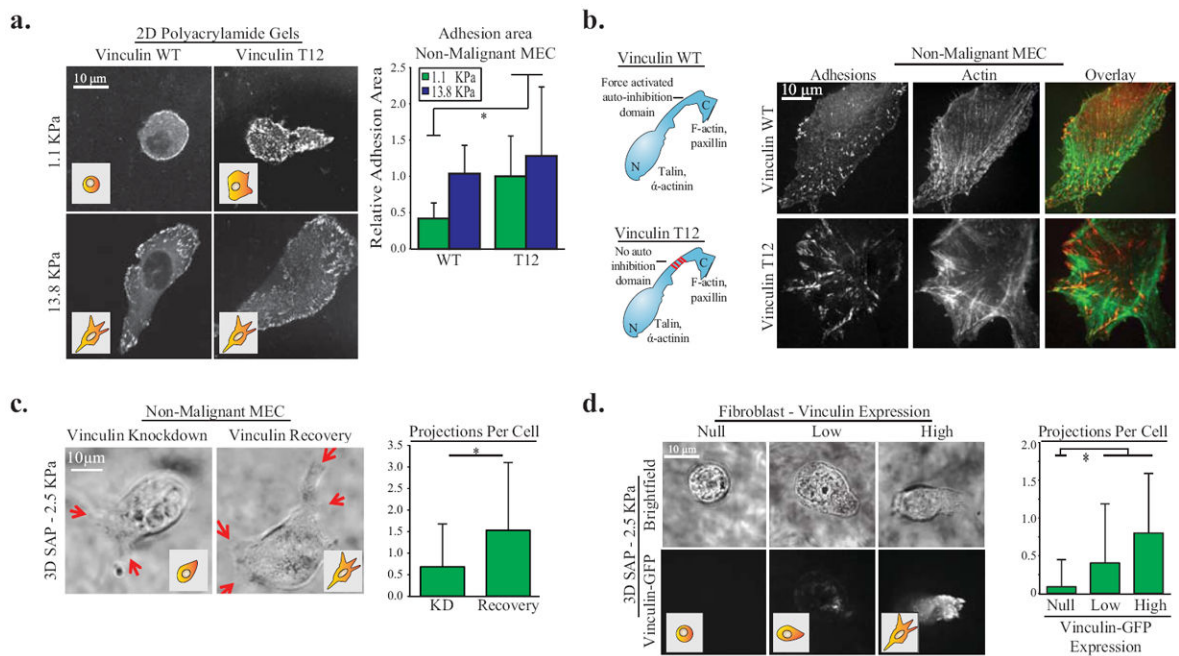 a.
2D Polyacrylamide Gels
Vinculin WT
Vinculin T12
10 μm
1.1 KPa
13.8 KPa
Adhesion area
Non-Malignant MEC
1.1 KPa
13.8 KPa
*
Relative Adhesion Area
2.5
2.0
1.5
1.0
0.5
0.0
WT
T12
b.
Vinculin WT
Force activated
auto-inhibition
domain
C
F-actin,
paxillin
N
Talin,
α-actinin
Vinculin T12
No auto
inhibition
domain
C
F-actin,
paxillin
N
Talin,
α-actinin
Non-Malignant MEC
Adhesions
Actin
Overlay
10 μm
Vinculin WT
Vinculin T12
c.
Non-Malignant MEC
Vinculin Knockdown
Vinculin Recovery
10μm
3D SAP - 2.5 KPa
Projections Per Cell
*
3.5
3.0
2.5
2.0
1.5
1.0
0.5
0.0
KD
Recovery
d.
Fibroblast - Vinculin Expression
Null
Low
High
10 μm
3D SAP - 2.5 KPa
Brightfield
Vinculin-GFP
Projections Per Cell
*
2.0
1.5
1.0
0.5
0
Null
Low
High
Vinculin-GFP
Expression